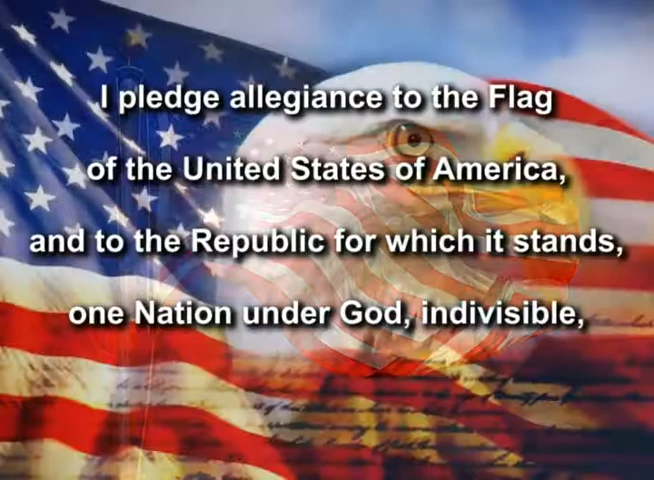 I pledge allegiance to the Flag
of the United States of America,
and to the Republic for which it stands,
one Nation under God, indivisible,